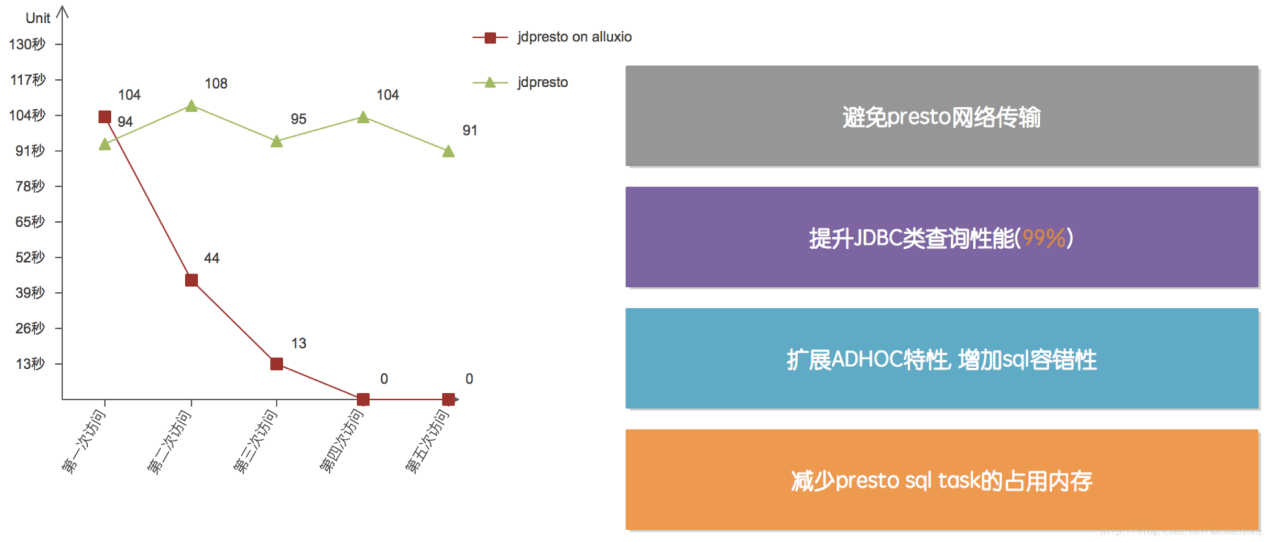 Unit
130秒
117秒
104秒
91秒
78秒
65秒
52秒
39秒
26秒
13秒
104
94
108
95
104
91
44
13
0
0
第一次访问
第二次访问
第三次访问
第四次访问
第五次访问
jdpresto on alluxio
jdpresto
避免presto网络传输
提升JDBC类查询性能(99%)
扩展ADHOC特性, 增加sql容错性
减少presto sql task的占用内存